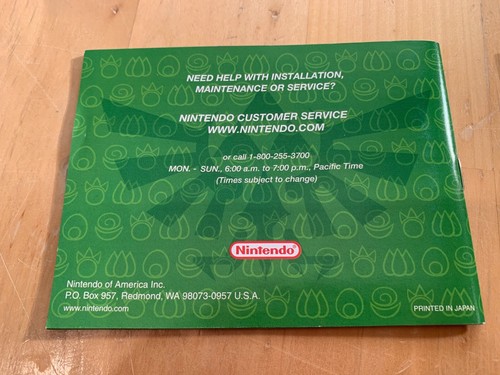 NEED HELP WITH INSTALLATION,
MAINTENANCE OR SERVICE?
NINTENDO CUSTOMER SERVICE
WWW.NINTENDO.COM
or call 1-800-255-3700
MON. - SUN., 6:00 a.m. to 7:00 p.m., Pacific Time
(Times subject to change)
Nintendo
Nintendo of America Inc.
P.O. Box 957, Redmond, WA 98073-0957 U.S.A.
www.nintendo.com
PRINTED IN JAPAN